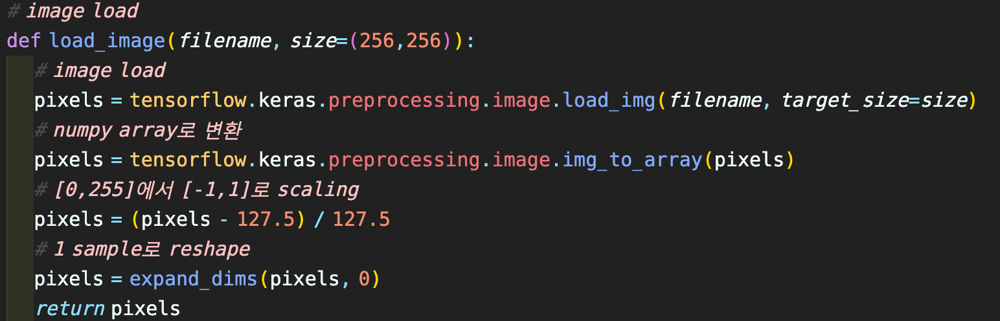 # image load
def load_image(filename, size=(256,256)):
# image load
pixels = tensorflow.keras.preprocessing.image.load_img(filename, target_size=size)
# numpy array로 변환
pixels = tensorflow.keras.preprocessing.image.img_to_array(pixels)
# [0,255]에서 [-1,1]로 scaling
pixels = (pixels - 127.5) / 127.5
# 1 sample로 reshape
pixels = expand_dims(pixels, 0)
return pixels